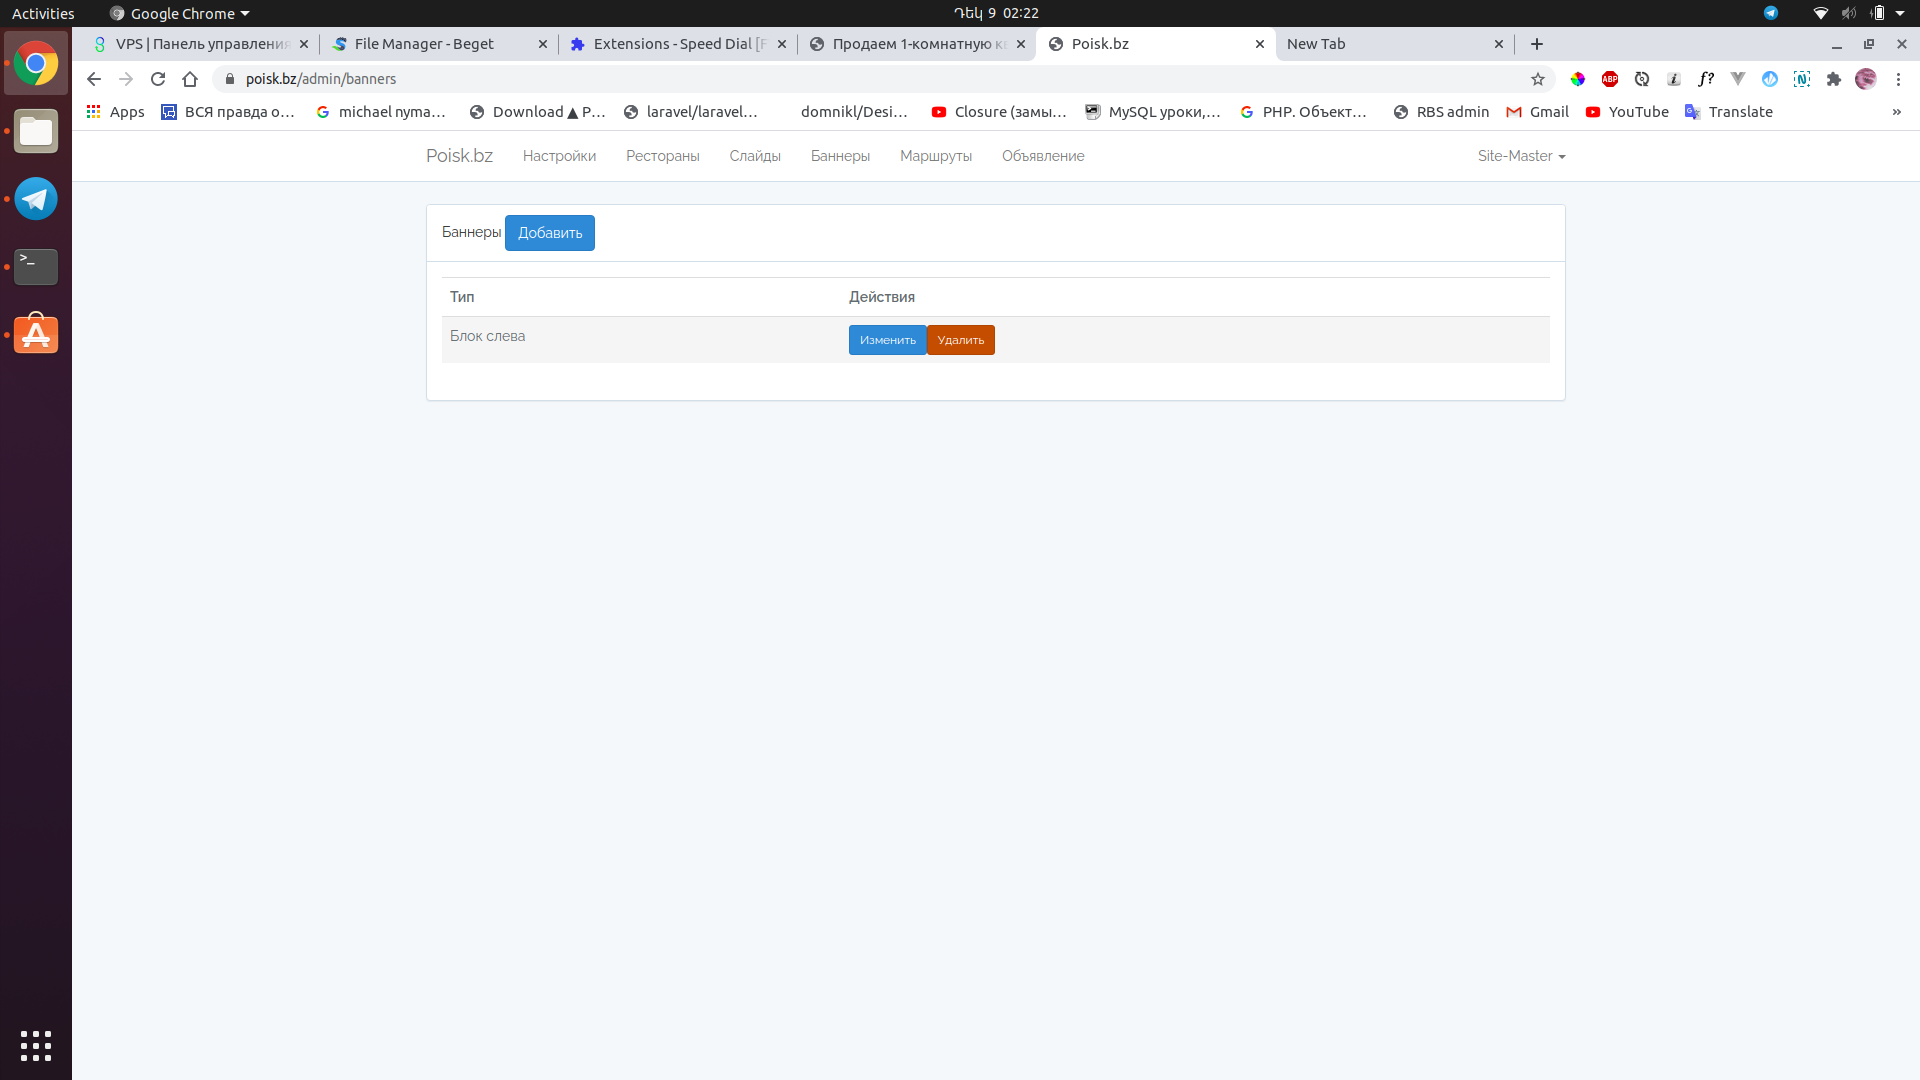 Activities Google Chrome Դեկ 9 02:22
VPS | Панель управления File Manager - Beget Extensions - Speed Dial [F Продаем 1-комнатную к Poisk.bz New Tab
poisk.bz/admin/banners ABP f?
Apps ВСЯ правда о... michael nyma... Download ▲ P... laravel/laravel... domnikl/Desi... Closure (замы... MySQL уроки,... PHP. Объект... RBS admin Gmail YouTube Translate »
Poisk.bz Настройки Рестораны Слайды Баннеры Маршруты Объявление Site-Master
Баннеры Добавить
Тип Действия
Блок слева Изменить Удалить